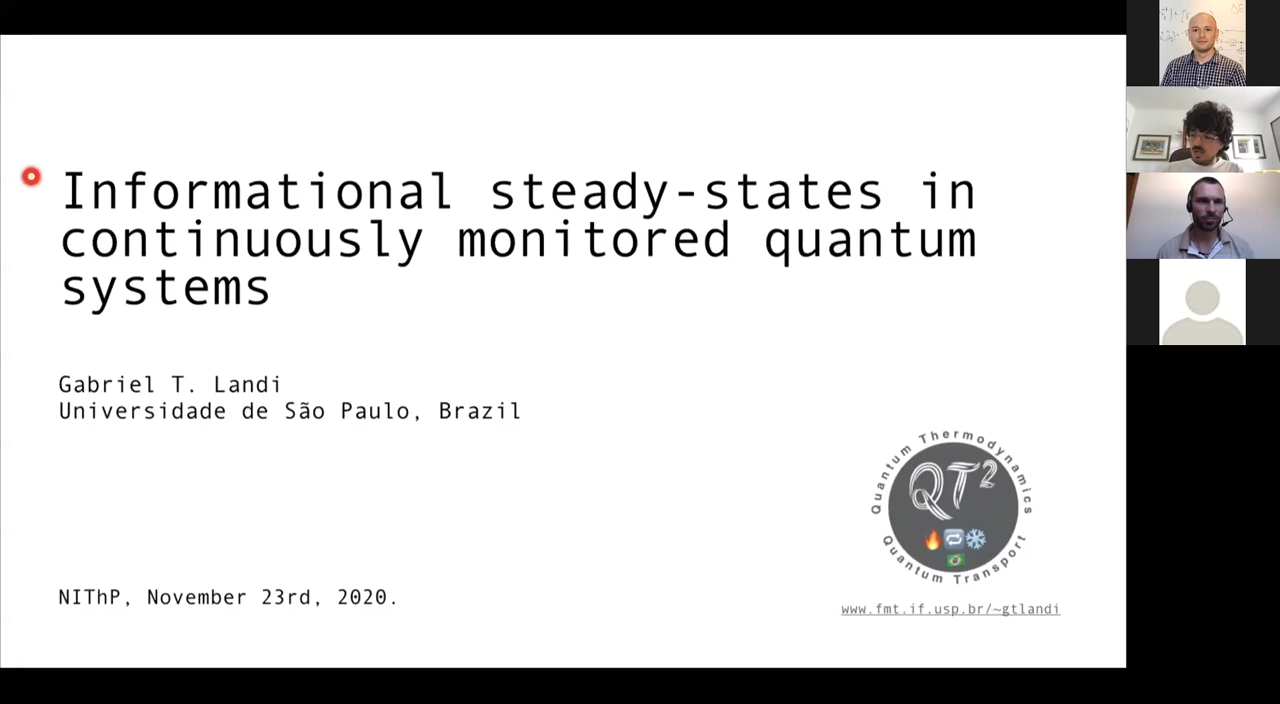 Informational steady-states in
continuously monitored quantum
systems
Gabriel T. Landi
Universidade de São Paulo, Brazil
Quantum Thermodynamics
QT²
Quantum Transport
NIThP, November 23rd, 2020.
www.fmt.if.usp.br/~gtlandi